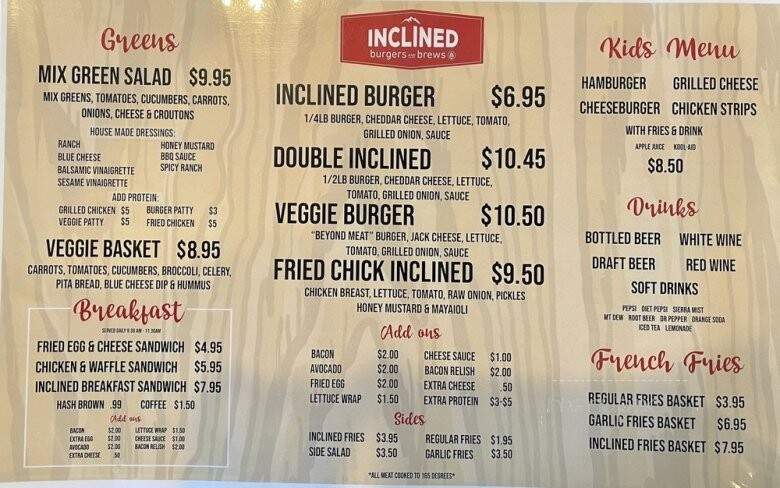 Greens
MIX GREEN SALAD $9.95
MIX GREENS, TOMATOES, CUCUMBERS, CARROTS,
ONIONS, CHEESE & CROUTONS
HOUSE MADE DRESSINGS:
RANCH HONEY MUSTARD
BLUE CHEESE BBQ SAUCE
BALSAMIC VINAIGRETTE SPICY RANCH
SESAME VINAIGRETTE
ADD PROTEIN:
GRILLED CHICKEN $5 BURGER PATTY $3
VEGGIE PATTY $5 FRIED CHICKEN $5
VEGGIE BASKET $8.95
CARROTS, TOMATOES, CUCUMBERS, BROCCOLI, CELERY,
PITA BREAD, BLUE CHEESE DIP & HUMMUS
Breakfast
SERVED DAILY 9:30 AM - 11:30AM
FRIED EGG & CHEESE SANDWICH $4.95
CHICKEN & WAFFLE SANDWICH $5.95
INCLINED BREAKFAST SANDWICH $7.95
HASH BROWN .99 COFFEE $1.50
Add ons
BACON $2.00 LETTUCE WRAP $1.50
EXTRA EGG $2.00 CHEESE SAUCE $1.00
AVOCADO $2.00 BACON RELISH $2.00
EXTRA CHEESE .50
INCLINED
burgers and brews
INCLINED BURGER $6.95
1/4LB BURGER, CHEDDAR CHEESE, LETTUCE, TOMATO,
GRILLED ONION, SAUCE
DOUBLE INCLINED $10.45
1/2LB BURGER, CHEDDAR CHEESE, LETTUCE,
TOMATO, GRILLED ONION, SAUCE
VEGGIE BURGER $10.50
"BEYOND MEAT" BURGER, JACK CHEESE, LETTUCE,
TOMATO, GRILLED ONION, SAUCE
FRIED CHICK INCLINED $9.50
CHICKEN BREAST, LETTUCE, TOMATO, RAW ONION, PICKLES
HONEY MUSTARD & MAYAIOLI
Add ons
BACON $2.00 CHEESE SAUCE $1.00
AVOCADO $2.00 BACON RELISH $2.00
FRIED EGG $2.00 EXTRA CHEESE .50
LETTUCE WRAP $1.50 EXTRA PROTEIN $3-$5
Sides
INCLINED FRIES $3.95 REGULAR FRIES $1.95
SIDE SALAD $3.50 GARLIC FRIES $3.50
*ALL MEAT COOKED TO 165 DEGREES*
Kids Menu
HAMBURGER GRILLED CHEESE
CHEESEBURGER CHICKEN STRIPS
WITH FRIES & DRINK
APPLE JUICE KOOL-AID
$8.50
Drinks
BOTTLED BEER WHITE WINE
DRAFT BEER RED WINE
SOFT DRINKS
PEPSI DIET PEPSI SIERRA MIST
MT DEW ROOT BEER DR PEPPER ORANGE SODA
ICED TEA LEMONADE
French Fries
REGULAR FRIES BASKET $3.95
GARLIC FRIES BASKET $6.95
INCLINED FRIES BASKET $7.95